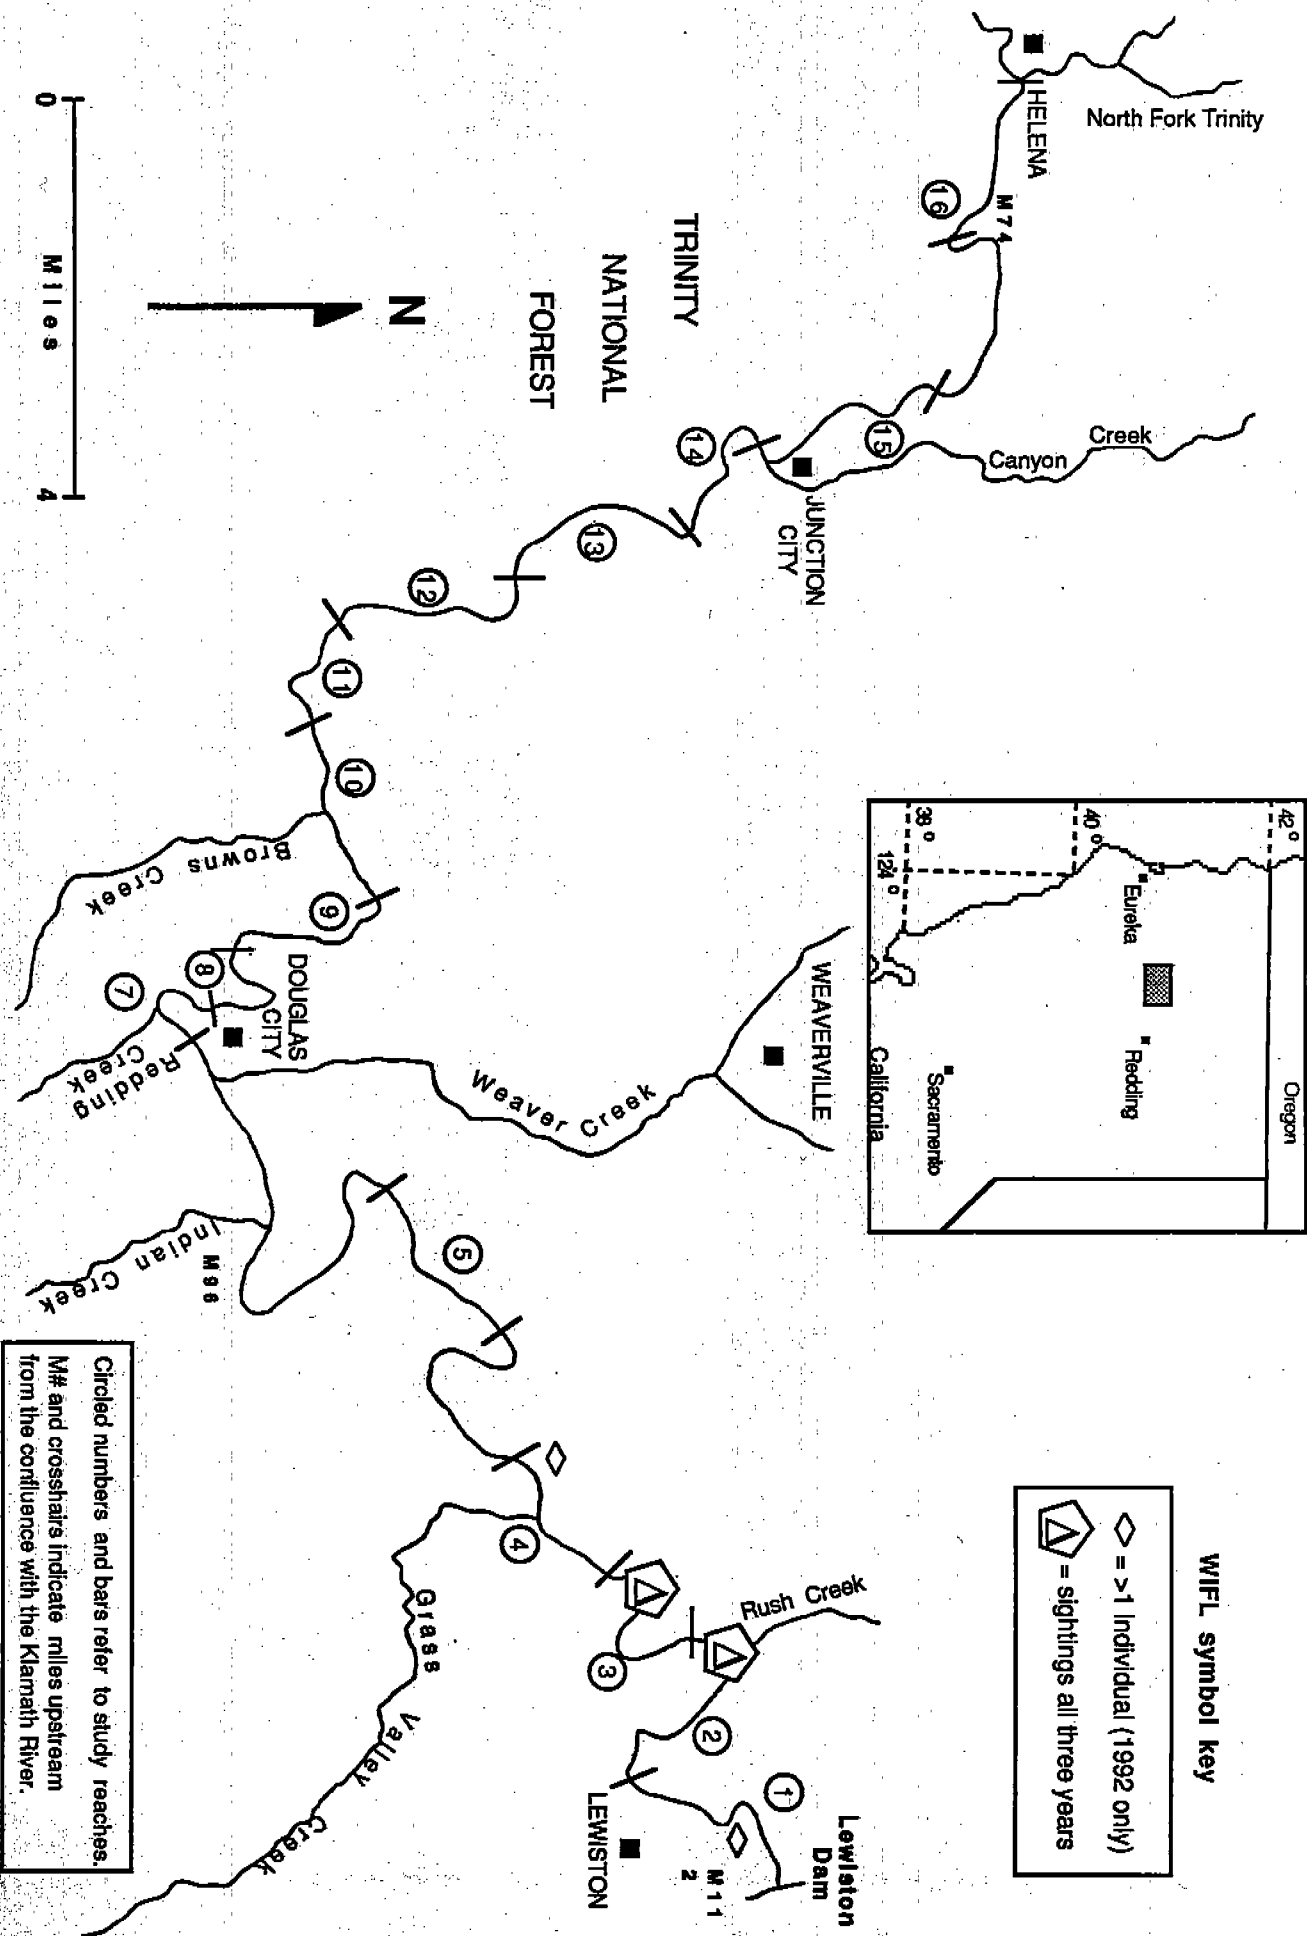 North Fork Trinity
HELENA
16
M74
TRINITY
NATIONAL
FOREST
N
0
4
Miles
Canyon
Creek
15
14
JUNCTION
CITY
13
12
11
10
Browns Creek
9
8
DOUGLAS
CITY
7
Redding
Creek
Weaver Creek
WEAVERVILLE
Indian Creek
M96
5
4
Grass Valley Creek
3
Rush Creek
2
1
LEWISTON
Lewiston
Dam
M11
2
42°
40°
38°
124°
Oregon
Eureka
Redding
Sacramento
California
WIFL symbol key
= >1 individual (1992 only)
= sightings all three years
Circled numbers and bars refer to study reaches.
M# and crosshairs indicate miles upstream
from the confluence with the Klamath River.